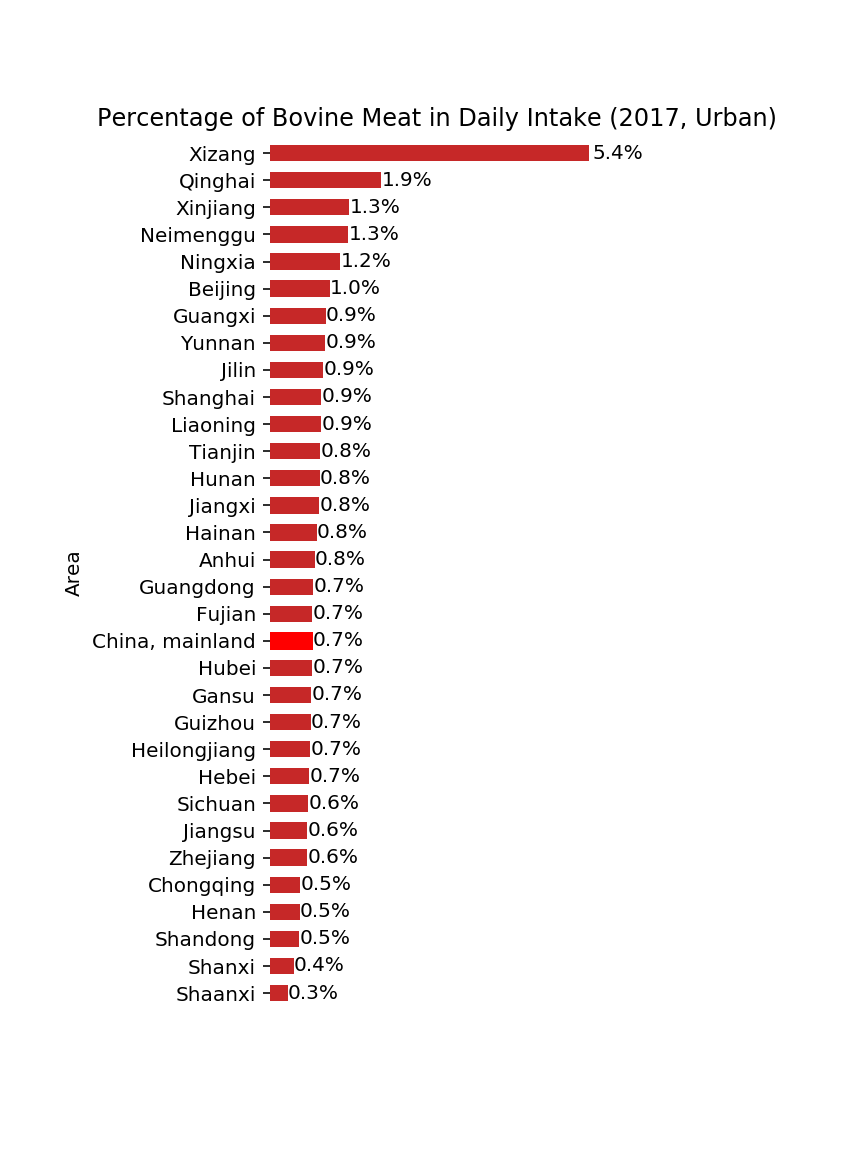 Percentage of Bovine Meat in Daily Intake (2017, Urban)
Xizang 5.4%
Qinghai 1.9%
Xinjiang 1.3%
Neimenggu 1.3%
Ningxia 1.2%
Beijing 1.0%
Guangxi 0.9%
Yunnan 0.9%
Jilin 0.9%
Shanghai 0.9%
Liaoning 0.9%
Tianjin 0.8%
Hunan 0.8%
Jiangxi 0.8%
Hainan 0.8%
Anhui 0.8%
Area
Guangdong 0.7%
Fujian 0.7%
China, mainland 0.7%
Hubei 0.7%
Gansu 0.7%
Guizhou 0.7%
Heilongjiang 0.7%
Hebei 0.7%
Sichuan 0.6%
Jiangsu 0.6%
Zhejiang 0.6%
Chongqing 0.5%
Henan 0.5%
Shandong 0.5%
Shanxi 0.4%
Shaanxi 0.3%